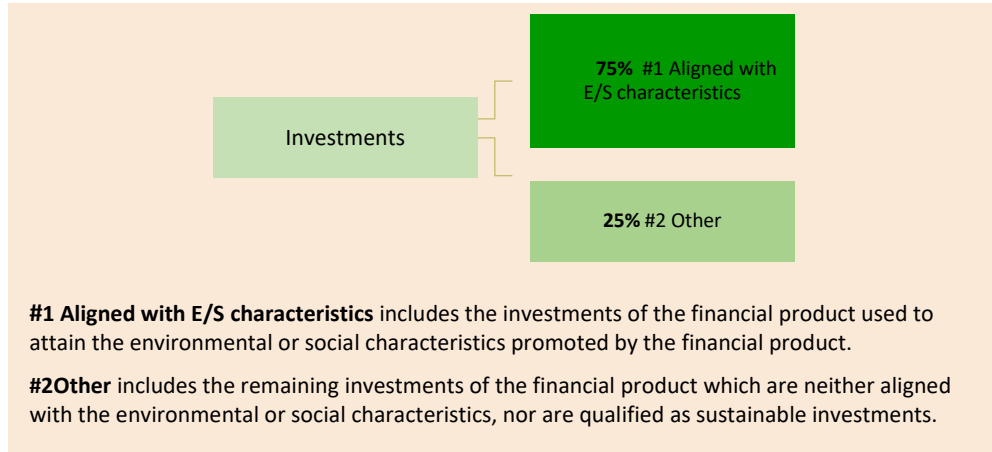 75% #1 Aligned with
E/S characteristics
Investments
25% #2 Other
#1 Aligned with E/S characteristics includes the investments of the financial product used to
attain the environmental or social characteristics promoted by the financial product.
#2Other includes the remaining investments of the financial product which are neither aligned
with the environmental or social characteristics, nor are qualified as sustainable investments.